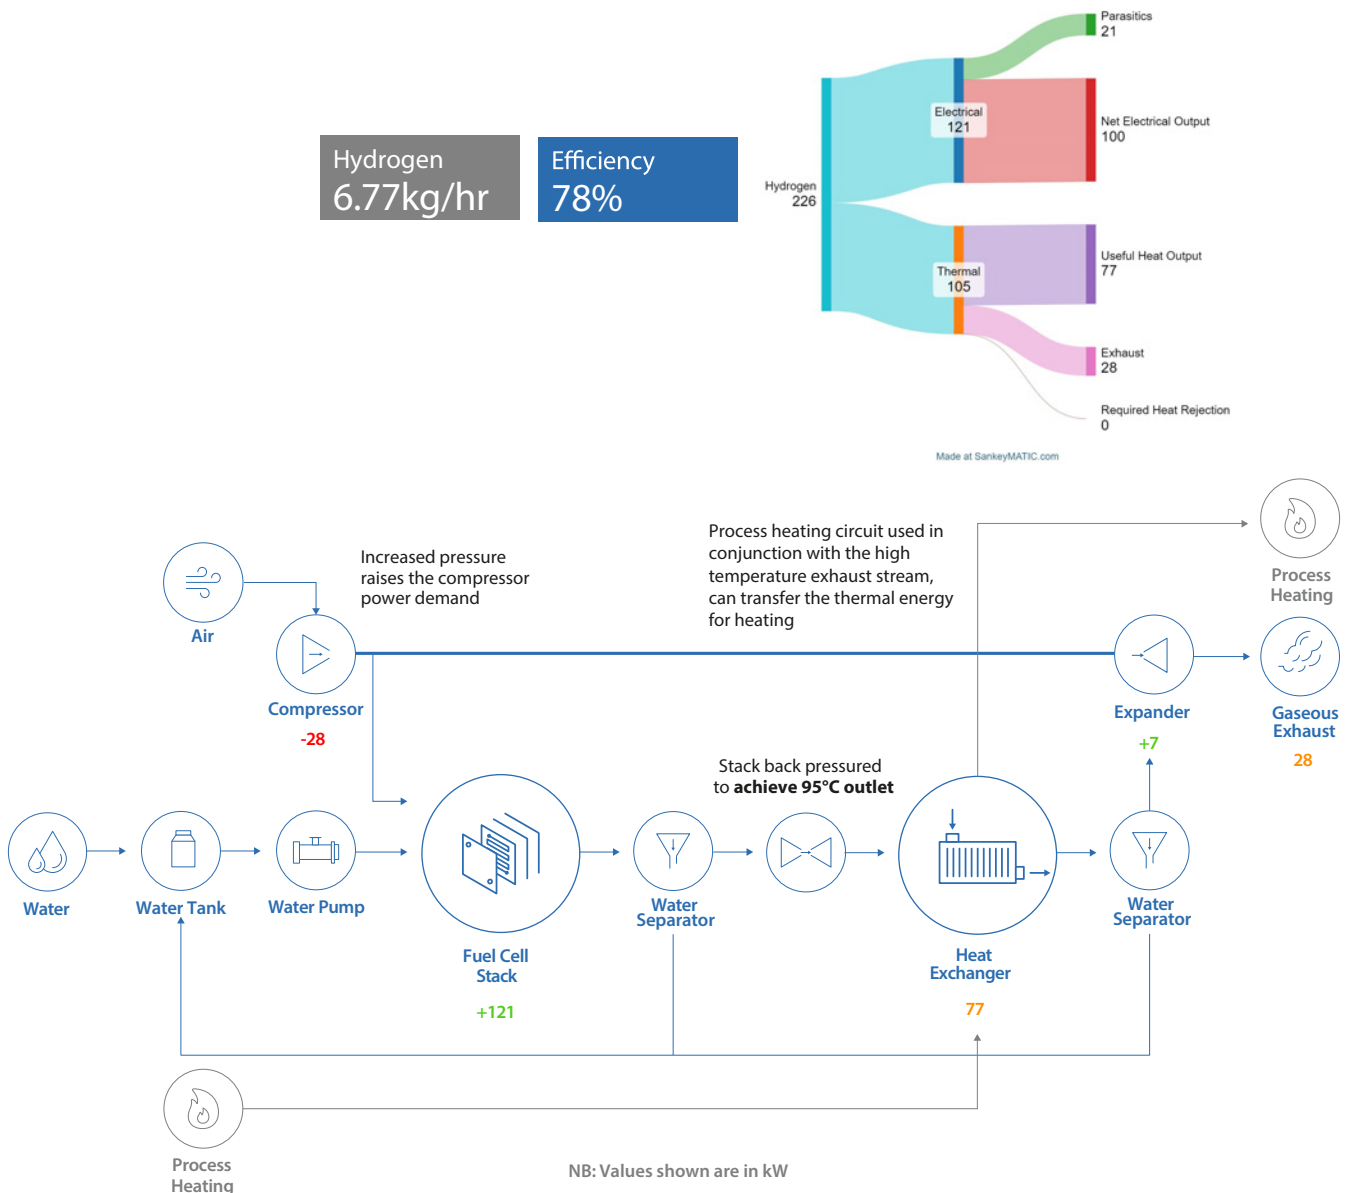 Parasitics
21
Electrical
121
Net Electrical Output
100
Hydrogen
6.77kg/hr
Efficiency
78%
Hydrogen
226
Useful Heat Output
77
Thermal
105
Exhaust
28
Required Heat Rejection
0
Made at SankeyMATIC.com
Increased pressure
raises the compressor
power demand
Process heating circuit used in
conjunction with the high
temperature exhaust stream,
can transfer the thermal energy
for heating
Process
Heating
Air
Compressor
-28
Expander
+7
Gaseous
Exhaust
28
Stack back pressured
to achieve 95°C outlet
Water
Water Tank
Water Pump
Fuel Cell
Stack
+121
Water
Separator
Heat
Exchanger
77
Water
Separator
Process
Heating
NB: Values shown are in kW